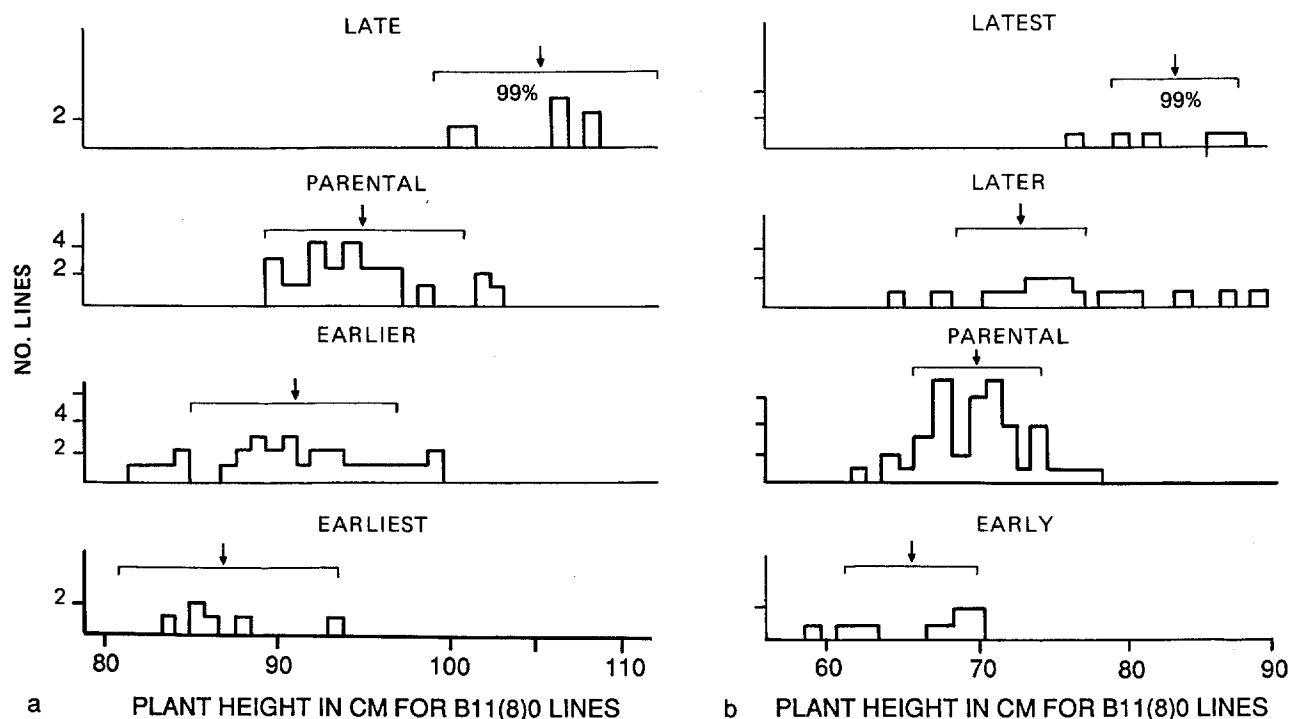 LATE
99%
2
PARENTAL
4
2
EARLIER
4
2
EARLIEST
2
80 90 100 110
NO. LINES
a PLANT HEIGHT IN CM FOR B11(8)0 LINES
LATEST
99%
LATER
PARENTAL
EARLY
60 70 80 90
b PLANT HEIGHT IN CM FOR B11(8)0 LINES